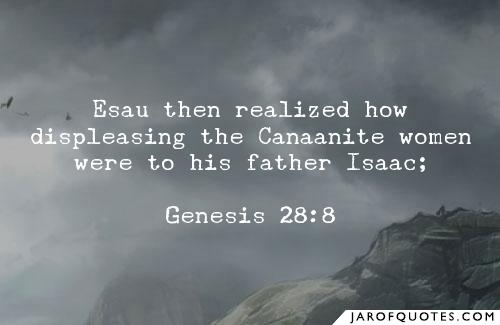 Esau then realized how
displeasing the Canaanite women
were to his father Isaac;
Genesis 28:8
JAROFQUOTES.COM